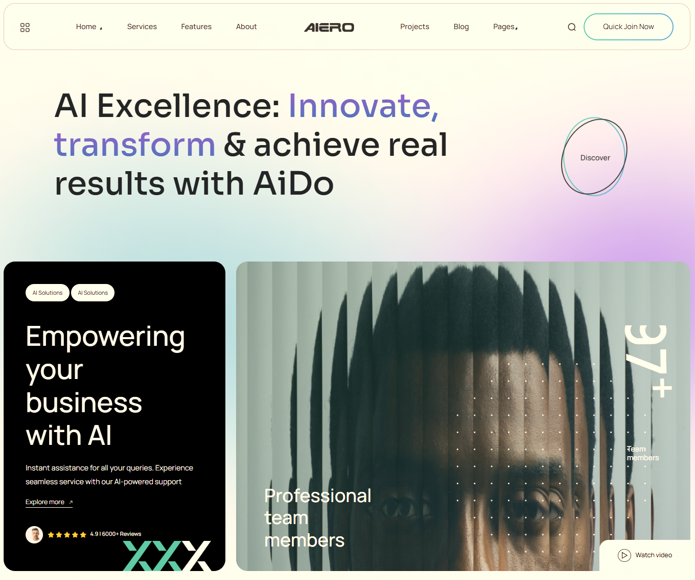 Home
Services
Features
About
AIERO
Projects
Blog
Pages
Quick Join Now
AI Excellence: Innovate,
transform & achieve real
results with AiDo
Discover
AI Solutions
AI Solutions
Empowering
your
business
with AI
Instant assistance for all your queries. Experience
seamless service with our AI-powered support
Explore more
4.9 | 6000+ Reviews
XXX
Professional
team
members
97+
Team
members
Watch video